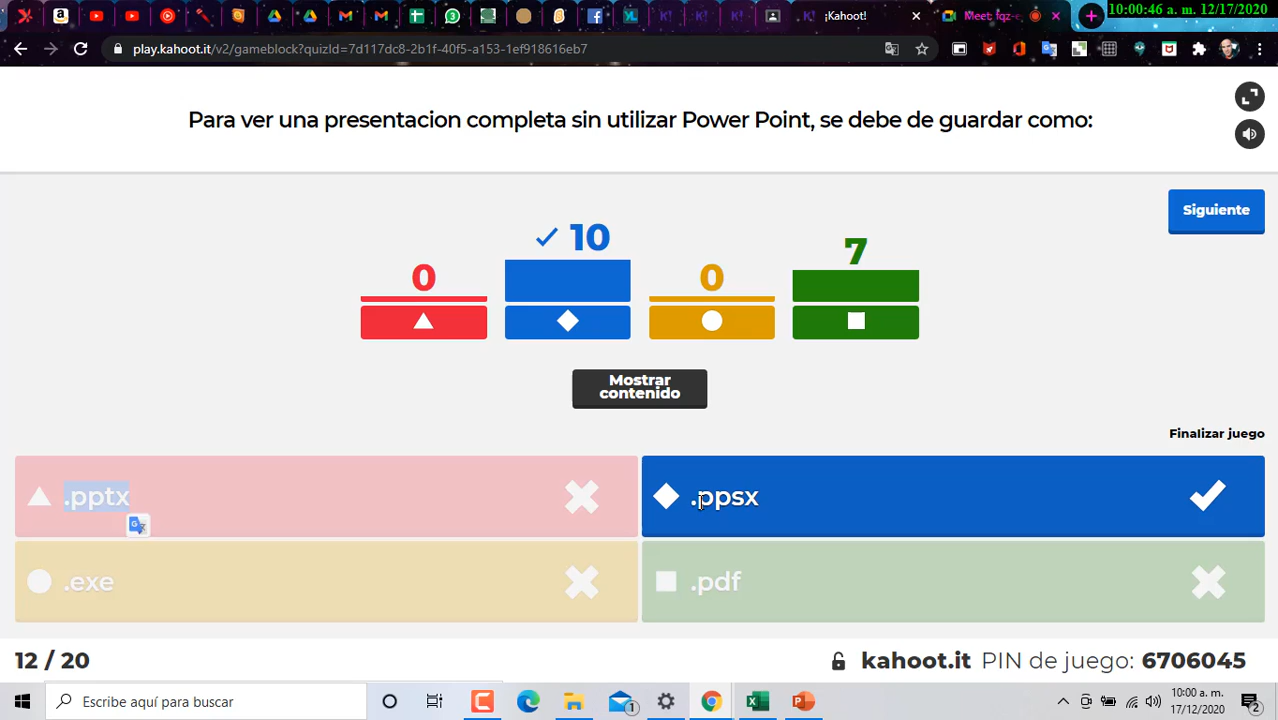 10:00:46 a. m. 12/17/2020
¡Kahoot!
Meet: fqz-e
play.kahoot.it/v2/gameblock?quizId=7d117dc8-2b1f-40f5-a153-1ef918616eb7
Para ver una presentacion completa sin utilizar Power Point, se debe de guardar como:
Siguiente
0
10
0
7
Mostrar
contenido
Finalizar juego
.pptx
.ppsx
.exe
.pdf
12 / 20
kahoot.it PIN de juego: 6706045
Escribe aquí para buscar
10:00 a. m.
17/12/2020